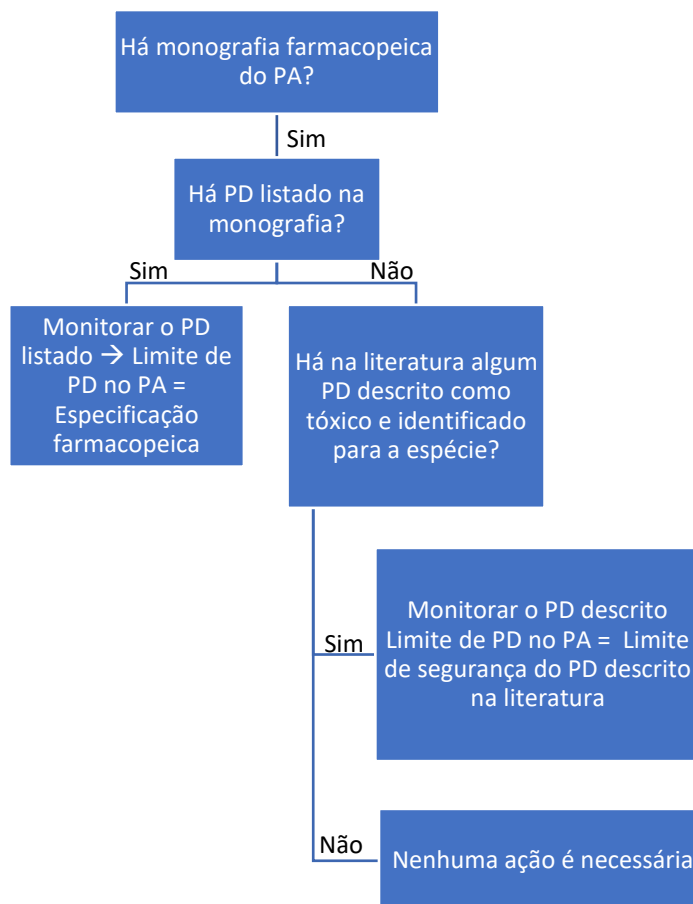 Há monografia farmacopeica
do PA?
Sim
Há PD listado na
monografia?
Sim
Não
Monitorar o PD
listado → Limite de
PD no PA =
Especificação
farmacopeica
Há na literatura algum
PD descrito como
tóxico e identificado
para a espécie?
Sim
Monitorar o PD descrito
Limite de PD no PA = Limite
de segurança do PD descrito
na literatura
Não
Nenhuma ação é necessária